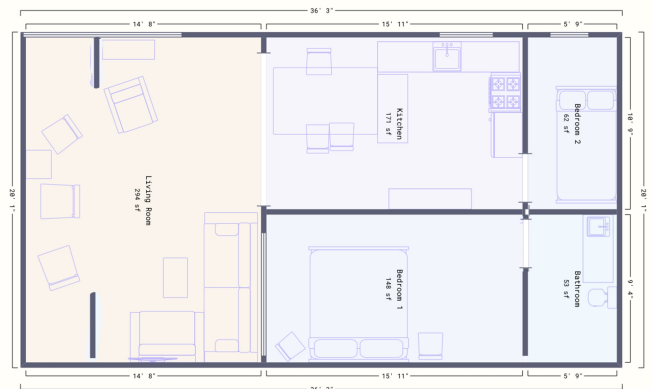 36' 3"
14' 8"
15' 11"
5' 9"
20' 1"
Living Room
294 sf
Kitchen
171 sf
Bedroom 2
62 sf
10' 9"
20' 1"
Bedroom 1
148 sf
Bathroom
53 sf
9' 4"
14' 8"
15' 11"
5' 9"